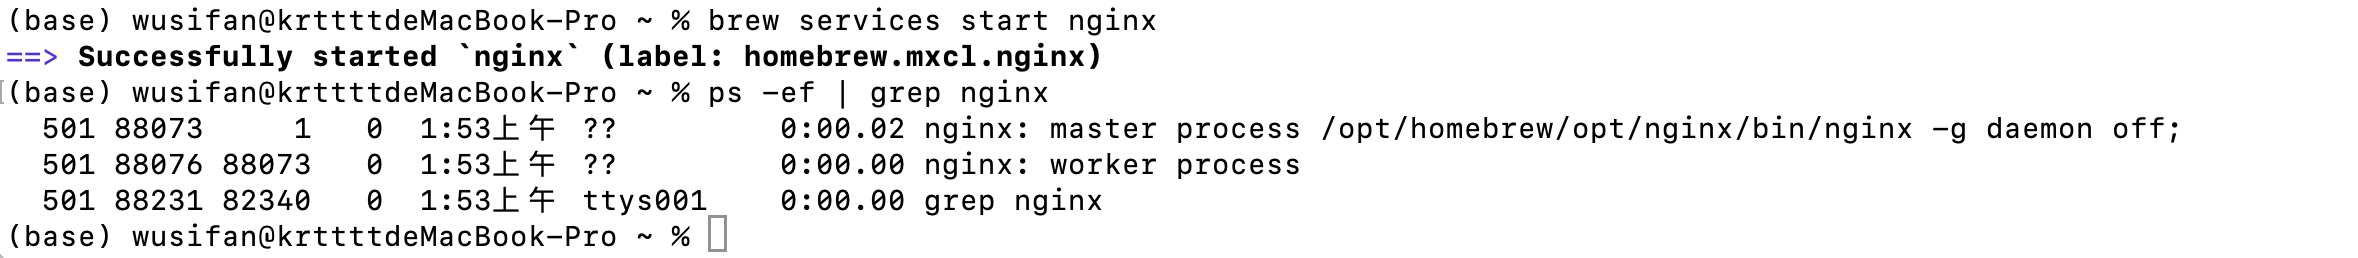 (base) wusifan@krttttdeMacBook-Pro ~ % brew services start nginx
==> Successfully started `nginx` (label: homebrew.mxcl.nginx)
(base) wusifan@krttttdeMacBook-Pro ~ % ps -ef | grep nginx
  501 88073     1   0  1:53上午 ??         0:00.02 nginx: master process /opt/homebrew/opt/nginx/bin/nginx -g daemon off;
  501 88076 88073   0  1:53上午 ??         0:00.00 nginx: worker process
  501 88231 82340   0  1:53上午 ttys001    0:00.00 grep nginx
(base) wusifan@krttttdeMacBook-Pro ~ %